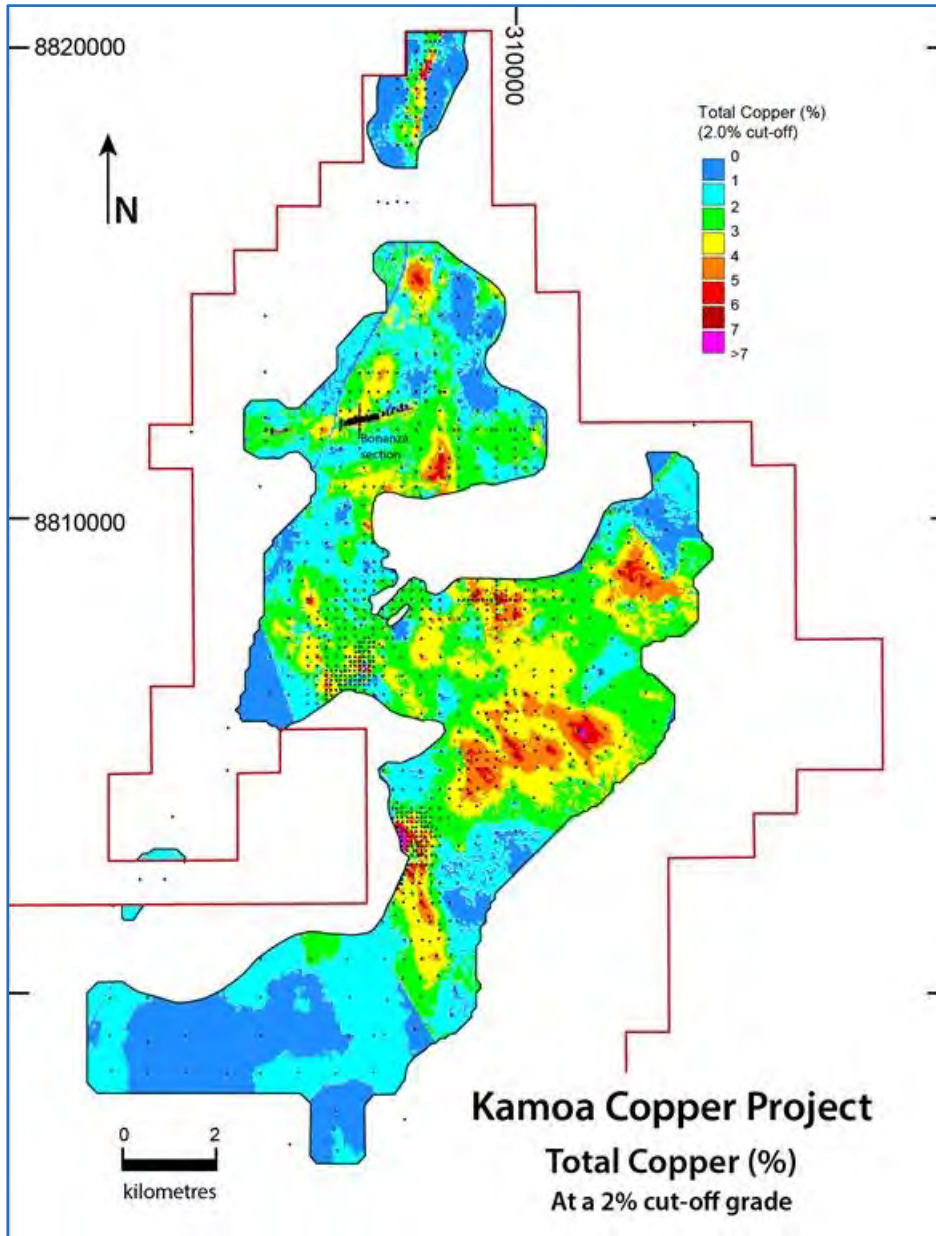 8820000
310000
Total Copper (%)
(2.0% cut-off)
0
1
2
3
4
5
6
7
>7
N
Bonanza
section
8810000
0 2
kilometres
Kamoa Copper Project
Total Copper (%)
At a 2% cut-off grade